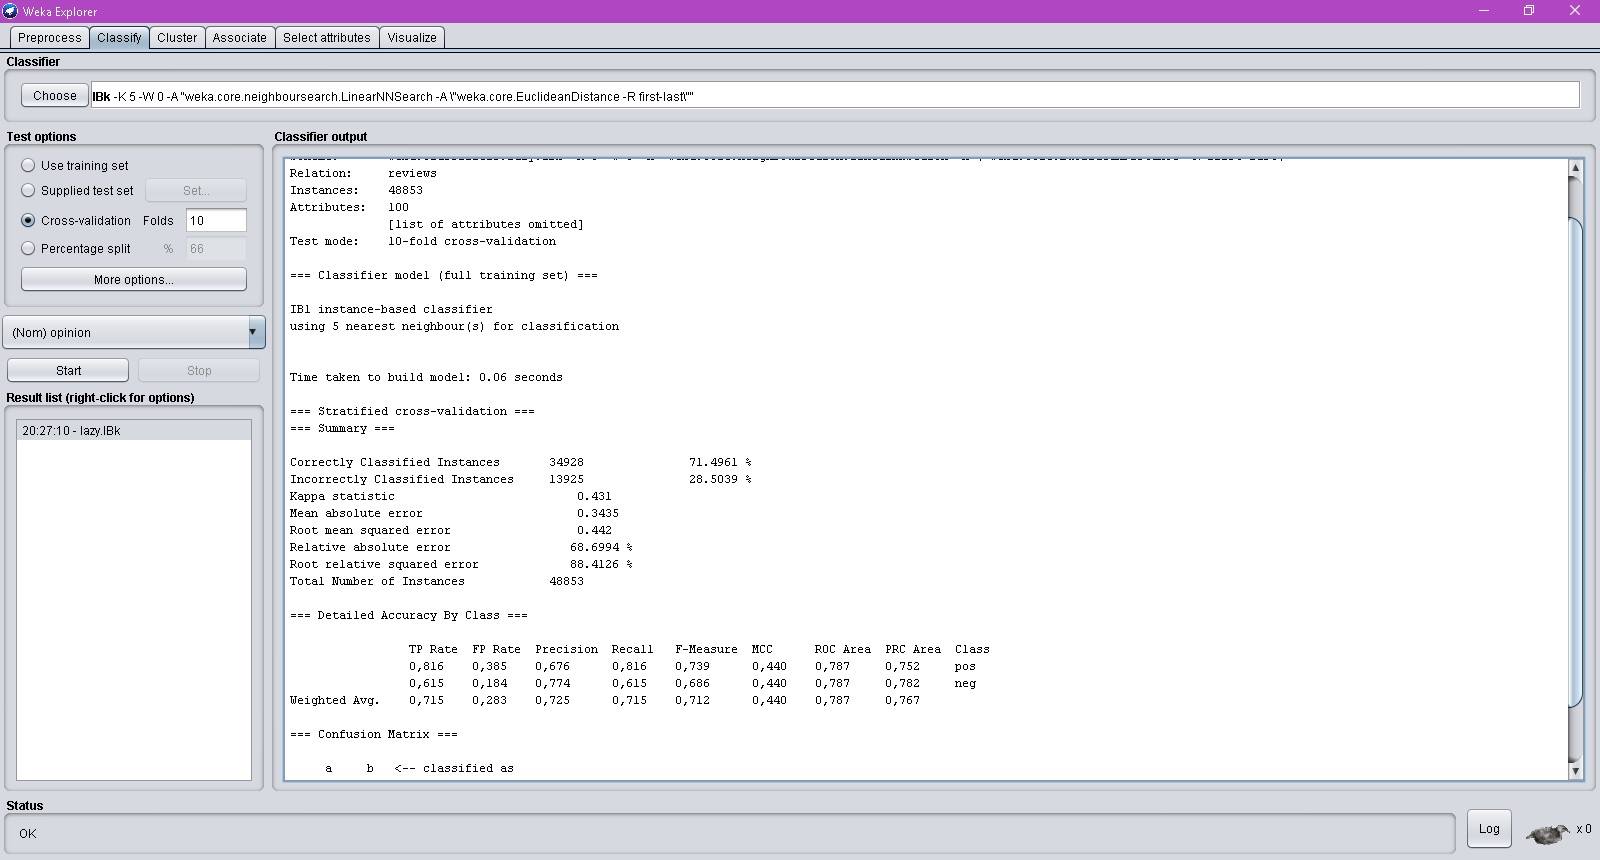 Weka Explorer
Preprocess Classify Cluster Associate Select attributes Visualize
Classifier
Choose IBk -K 5 -W 0 -A "weka.core.neighboursearch.LinearNNSearch -A \"weka.core.EuclideanDistance -R first-last\""
Test options
Use training set
Supplied test set Set...
Cross-validation Folds 10
Percentage split % 66
More options...
(Nom) opinion
Start Stop
Result list (right-click for options)
20:27:10 - lazy.IBk
Classifier output
Relation: reviews
Instances: 48853
Attributes: 100
[list of attributes omitted]
Test mode: 10-fold cross-validation
=== Classifier model (full training set) ===
IB1 instance-based classifier
using 5 nearest neighbour(s) for classification
Time taken to build model: 0.06 seconds
=== Stratified cross-validation ===
=== Summary ===
Correctly Classified Instances 34928 71.4961 %
Incorrectly Classified Instances 13925 28.5039 %
Kappa statistic 0.431
Mean absolute error 0.3435
Root mean squared error 0.442
Relative absolute error 68.6994 %
Root relative squared error 88.4126 %
Total Number of Instances 48853
=== Detailed Accuracy By Class ===
TP Rate FP Rate Precision Recall F-Measure MCC ROC Area PRC Area Class
0,816 0,385 0,676 0,816 0,739 0,440 0,787 0,752 pos
0,615 0,184 0,774 0,615 0,686 0,440 0,787 0,782 neg
Weighted Avg. 0,715 0,283 0,725 0,715 0,712 0,440 0,787 0,767
=== Confusion Matrix ===
a b <-- classified as
Status
OK
Log
x 0